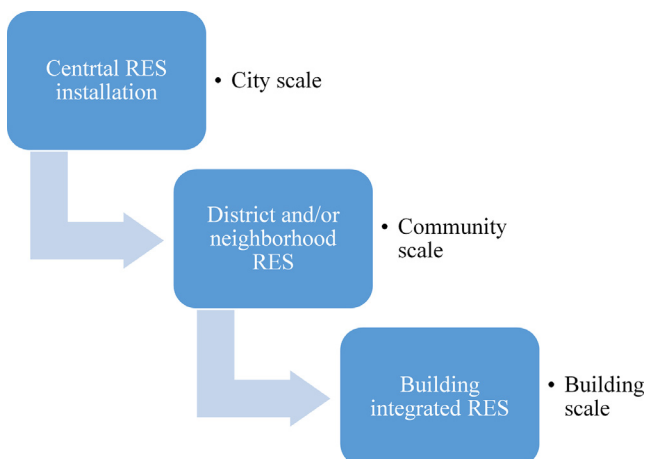 Centrtal RES
installation
• City scale
District and/or
neighborhood
RES
• Community
scale
Building
integrated RES
• Building
scale